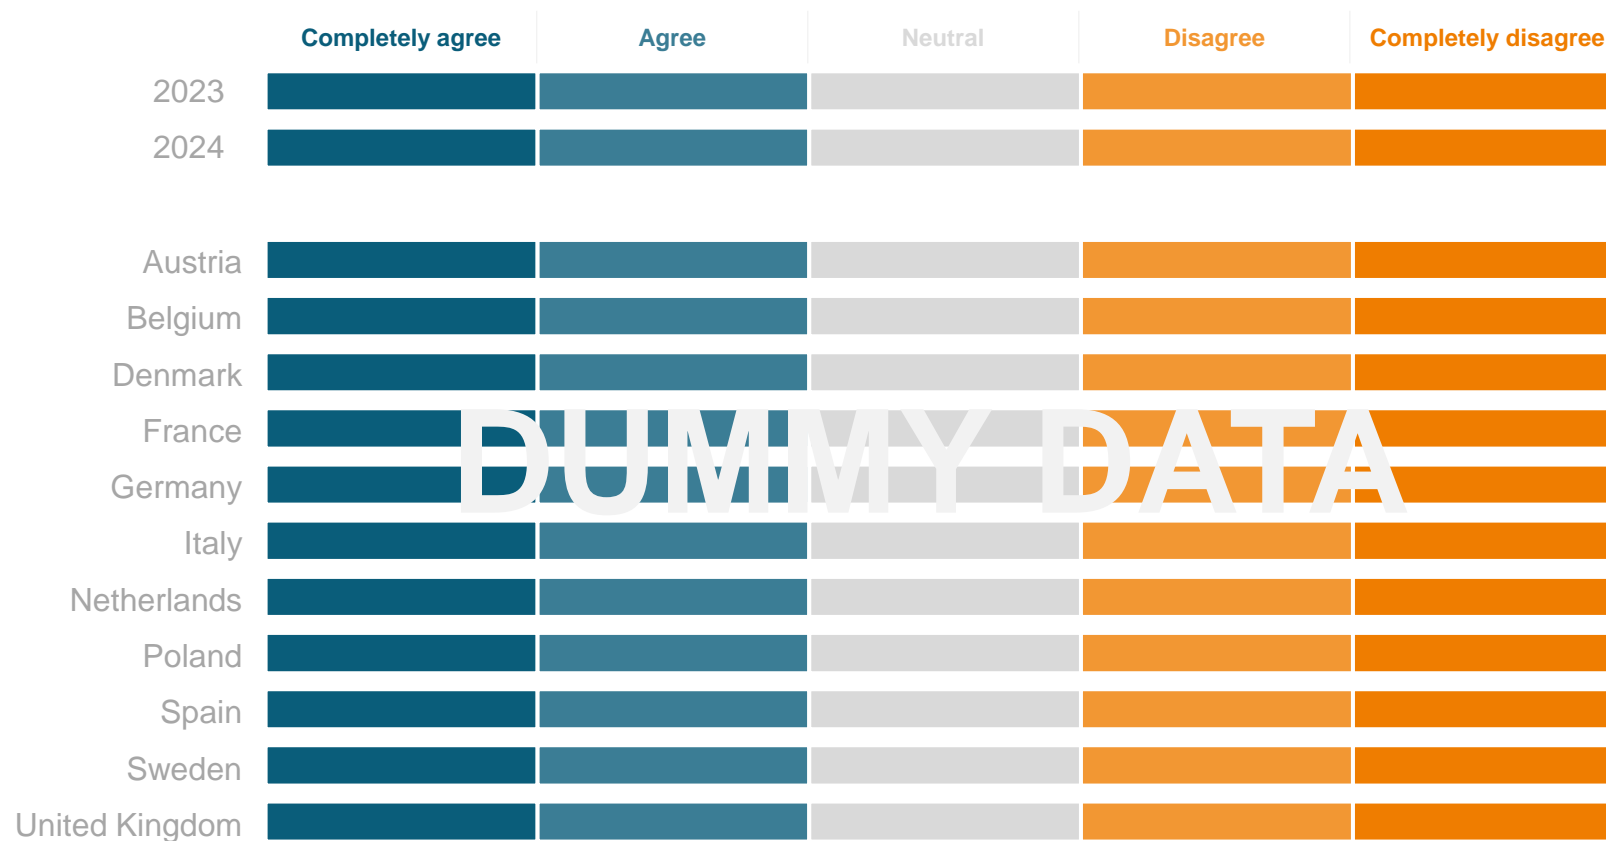 Completely agree Agree Neutral Disagree Completely disagree
2023
2024
Austria
Belgium
Denmark
France
DUMMY DATA
Germany
Italy
Netherlands
Poland
Spain
Sweden
United Kingdom